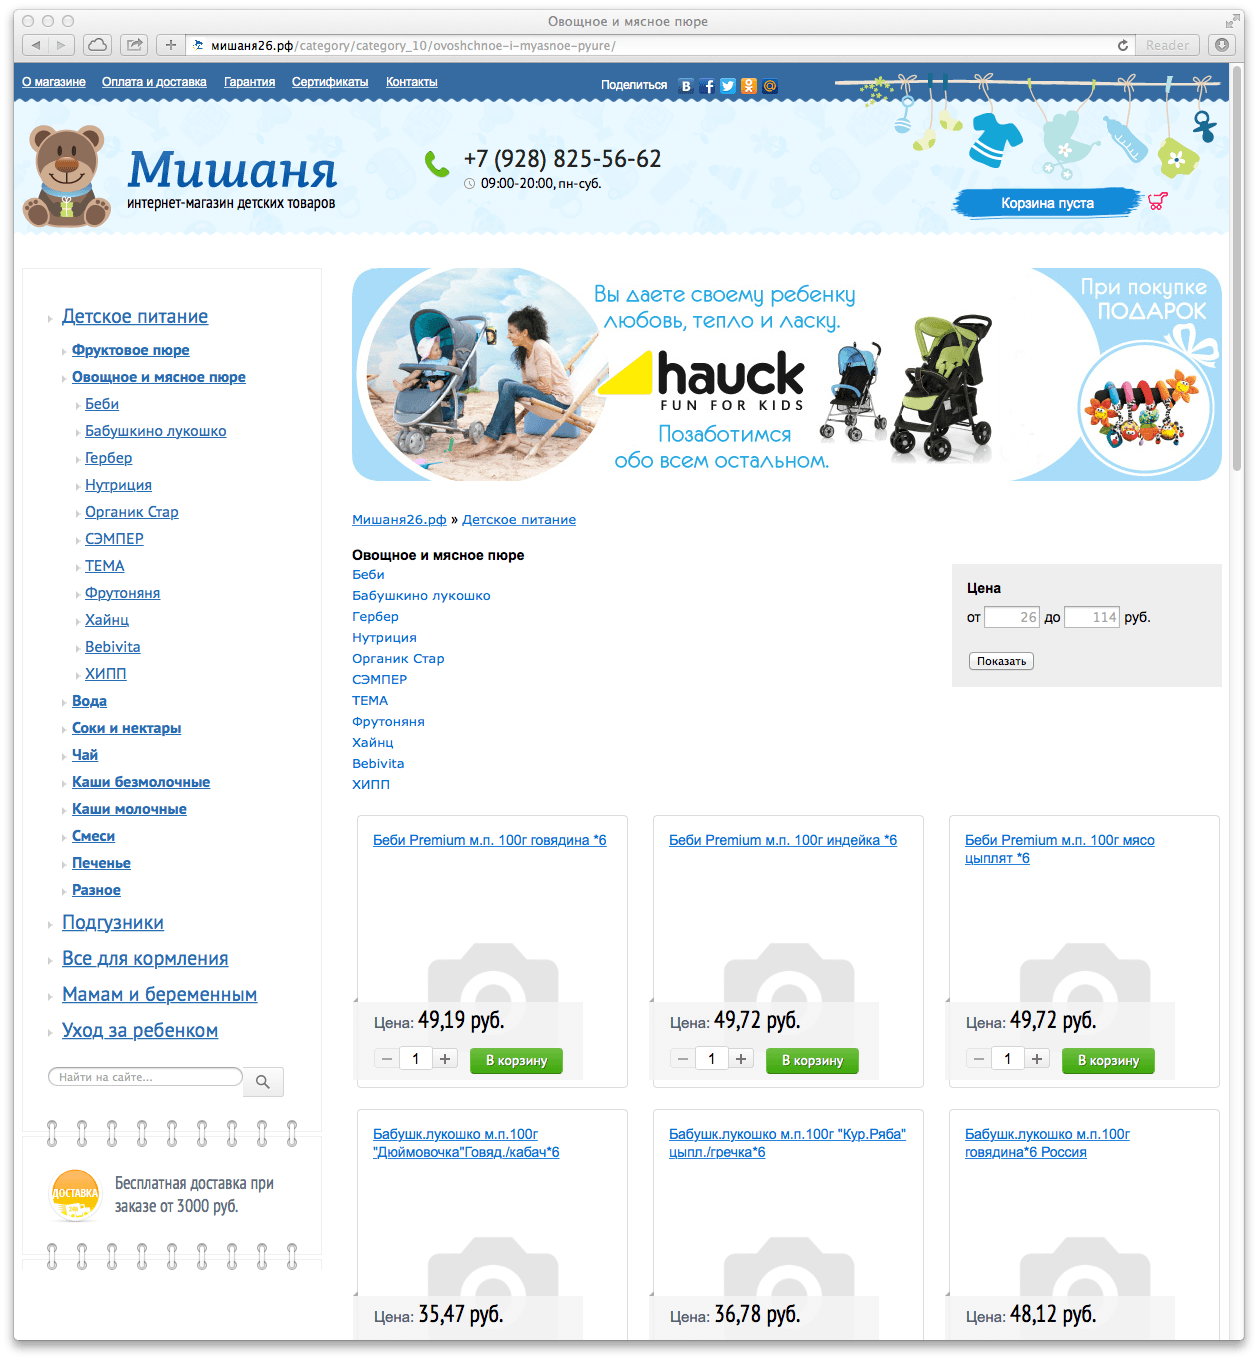 Овощное и мясное пюре
мишаня26.рф/category/category_10/ovoshchnoe-i-myasnoe-pyure/
Reader
О магазине Оплата и доставка Гарантия Сертификаты Контакты
Поделиться
Мишаня
интернет-магазин детских товаров
+7 (928) 825-56-62
09:00-20:00, пн-суб.
Корзина пуста
Детское питание
Фруктовое пюре
Овощное и мясное пюре
Беби
Бабушкино лукошко
Гербер
Нутриция
Органик Стар
СЭМПЕР
ТЕМА
Фрутоняня
Хайнц
Bebivita
ХИПП
Вода
Соки и нектары
Чай
Каши безмолочные
Каши молочные
Смеси
Печенье
Разное
Подгузники
Все для кормления
Мамам и беременным
Уход за ребенком
Найти на сайте...
ДОСТАВКА
Бесплатная доставка при
заказе от 3000 руб.
Вы даете своему ребенку
любовь, тепло и ласку.
hauck
FUN FOR KIDS
Позаботимся
обо всем остальном.
При покупке
ПОДАРОК
Мишаня26.рф » Детское питание
Овощное и мясное пюре
Беби
Бабушкино лукошко
Гербер
Нутриция
Органик Стар
СЭМПЕР
ТЕМА
Фрутоняня
Хайнц
Bebivita
ХИПП
Цена
от 26 до 114 руб.
Показать
Беби Premium м.п. 100г говядина *6
Цена: 49,19 руб.
1 В корзину
Беби Premium м.п. 100г индейка *6
Цена: 49,72 руб.
1 В корзину
Беби Premium м.п. 100г мясо
цыплят *6
Цена: 49,72 руб.
1 В корзину
Бабушк.лукошко м.п.100г
"Дюймовочка"Говяд./кабач*6
Цена: 35,47 руб.
Бабушк.лукошко м.п.100г "Кур.Ряба"
цыпл./гречка*6
Цена: 36,78 руб.
Бабушк.лукошко м.п.100г
говядина*6 Россия
Цена: 48,12 руб.